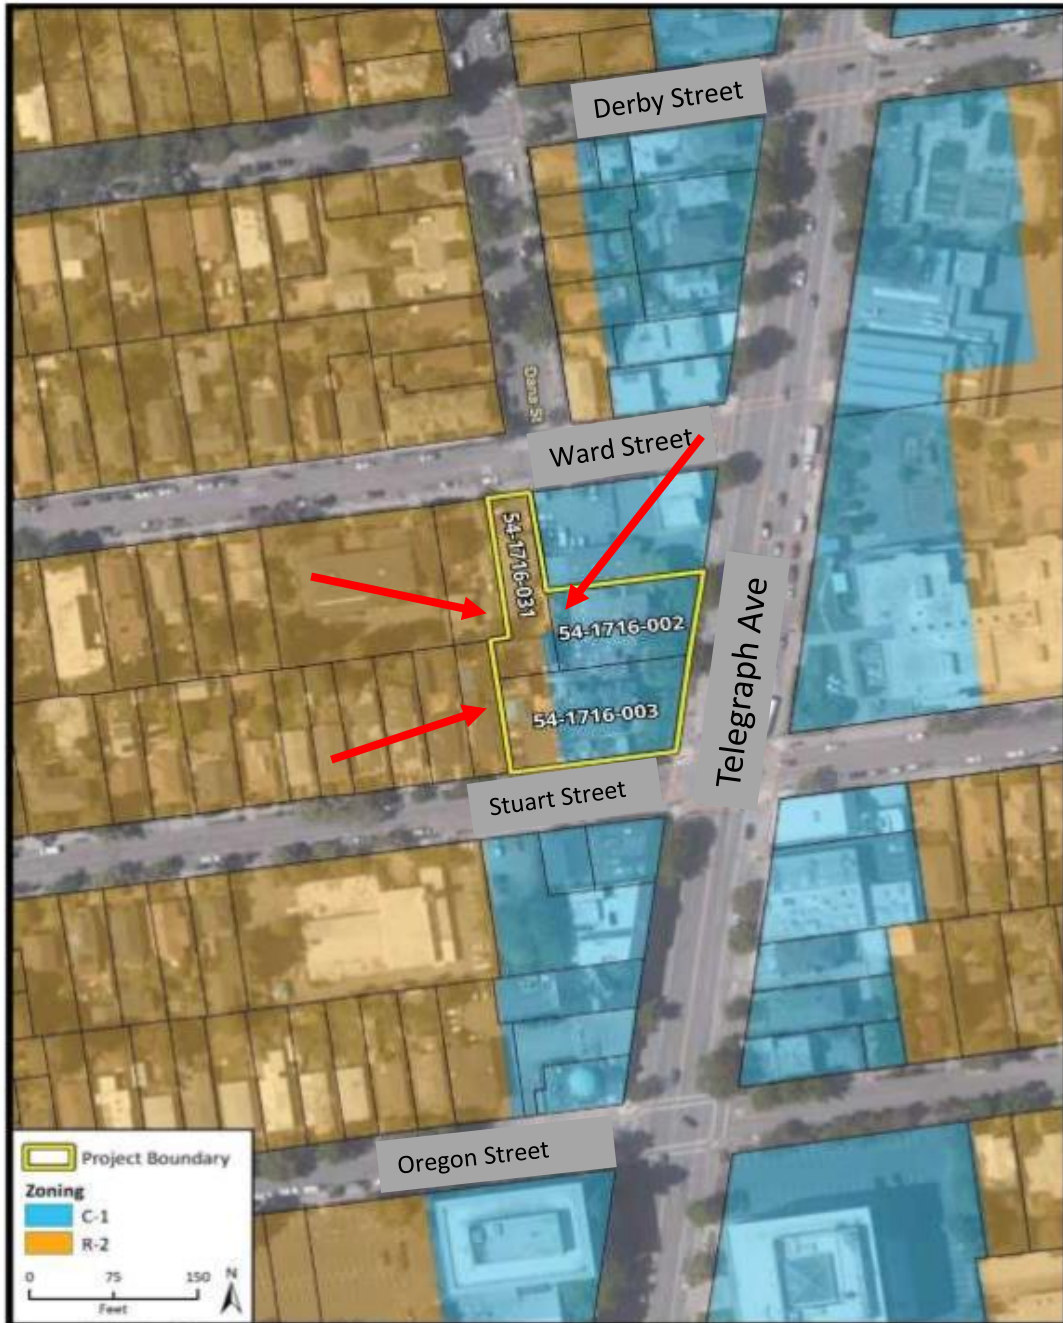 Derby Street
Dana St
Ward Street
54-1716-031
54-1716-002
Telegraph Ave
54-1716-003
Stuart Street
Oregon Street
Project Boundary
Zoning
C-1
R-2
0 75 150
Feet
N